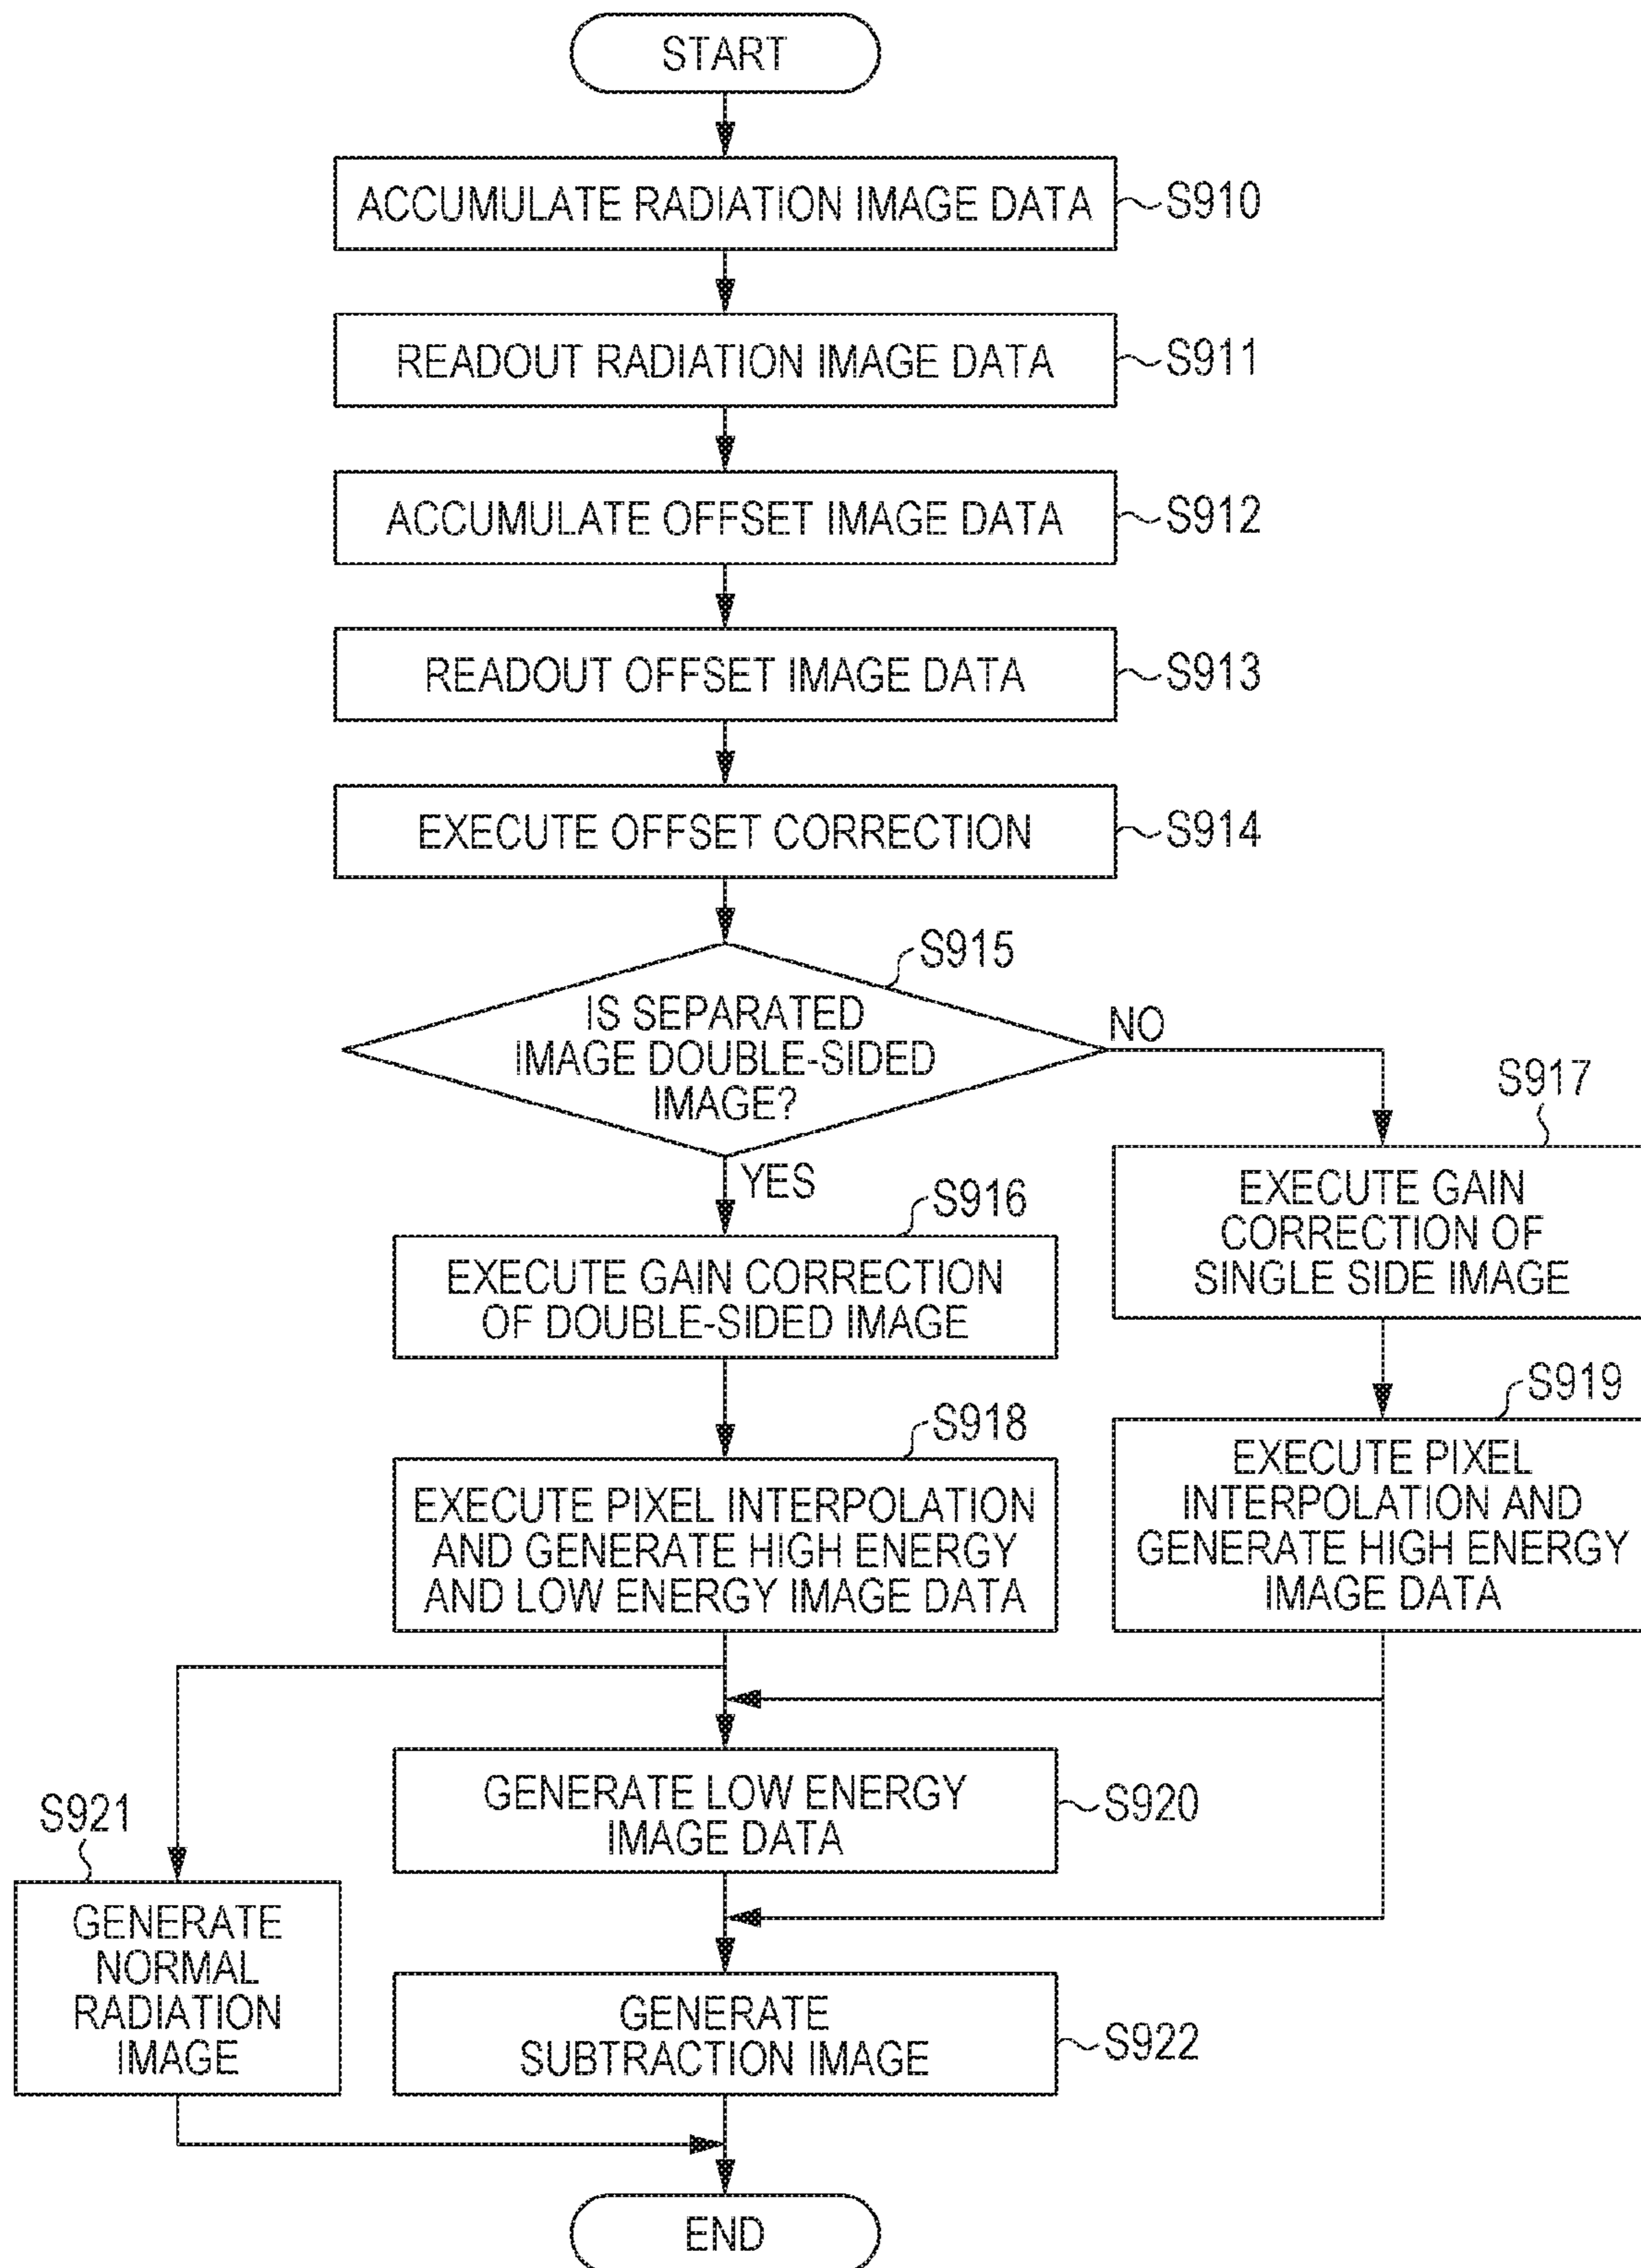 START
ACCUMULATE RADIATION IMAGE DATA
S910
READOUT RADIATION IMAGE DATA
S911
ACCUMULATE OFFSET IMAGE DATA
S912
READOUT OFFSET IMAGE DATA
S913
EXECUTE OFFSET CORRECTION
S914
S915
IS SEPARATED
IMAGE DOUBLE-SIDED
IMAGE?
NO
YES
S916
EXECUTE GAIN CORRECTION
OF DOUBLE-SIDED IMAGE
S917
EXECUTE GAIN
CORRECTION OF
SINGLE SIDE IMAGE
S918
EXECUTE PIXEL INTERPOLATION
AND GENERATE HIGH ENERGY
AND LOW ENERGY IMAGE DATA
S919
EXECUTE PIXEL
INTERPOLATION AND
GENERATE HIGH ENERGY
IMAGE DATA
GENERATE LOW ENERGY
IMAGE DATA
S920
S921
GENERATE
NORMAL
RADIATION
IMAGE
GENERATE
SUBTRACTION IMAGE
S922
END